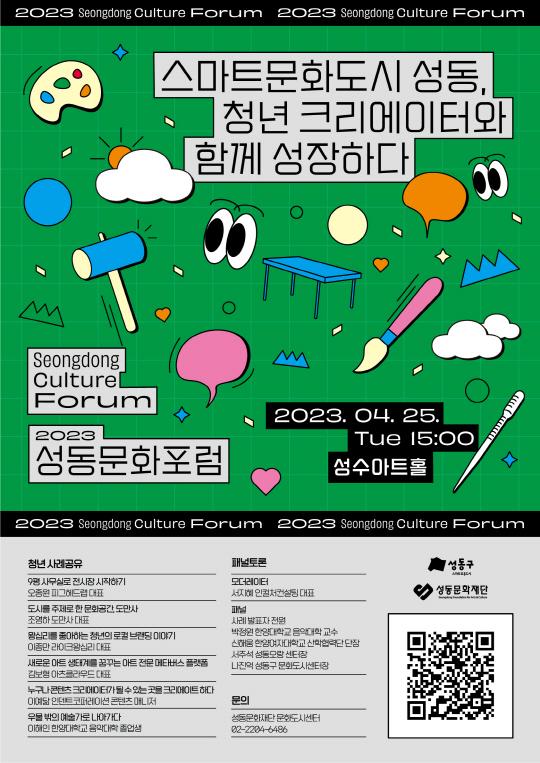 2023 Seongdong Culture Forum 2023 Seongdong Culture Forum
스마트문화도시 성동,
청년 크리에이터와
함께 성장하다
Seongdong
Culture
Forum
2023
성동문화포럼
2023. 04. 25.
Tue 15:00
성수아트홀
2023 Seongdong Culture Forum 2023 Seongdong Culture Forum
청년 사례공유
9평 사무실로 전시장 시작하기
오종원 피그헤드랩 대표
도시를 주제로 한 문화공간, 도만사
조영하 도만사 대표
왕십리를 좋아하는 청년의 로컬 브랜딩 이야기
이종만 라이크왕십리 대표
새로운 아트 생태계를 꿈꾸는 아트 전문 메타버스 플랫폼
김보형 아츠클라우드 대표
누구나 콘텐츠 크리에이터가 될 수 있는 곳을 크리에이트 하다
이예닮 인덴트코퍼레이션 콘텐츠 매니저
우물 밖의 예술가로 나아가다
이해인 한양대학교 음악대학 졸업생
패널토론
모더레이터
서지혜 인컬쳐컨설팅 대표
패널
사례 발표자 전원
박정원 한양대학교 음악대학 교수
신해웅 한양여자대학교 산학협력단 단장
서주석 성동모랑 센터장
나진억 성동구 문화도시센터장
문의
성동문화재단 문화도시센터
02-2204-6486
성동구
성동문화재단